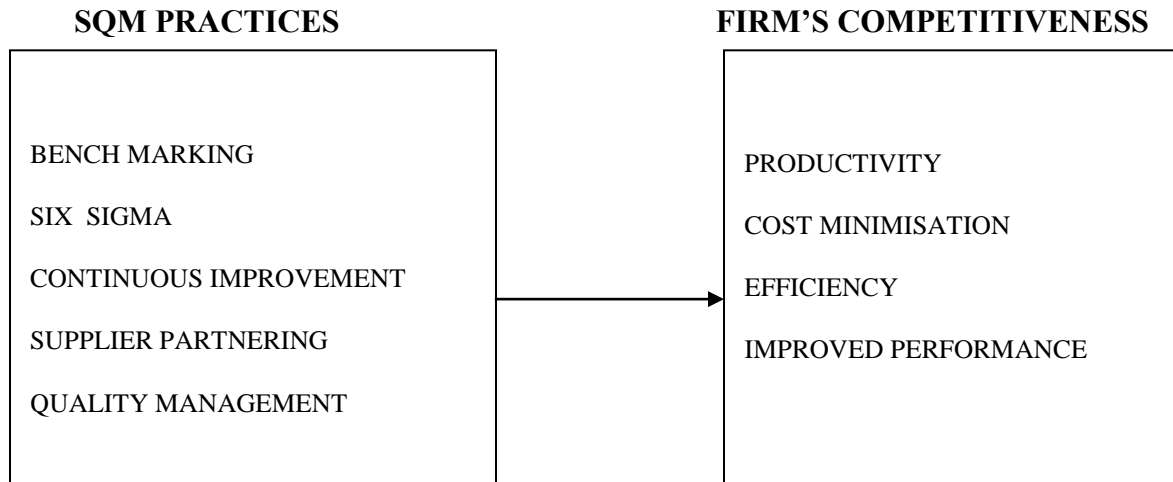 SQM PRACTICES
BENCH MARKING
SIX SIGMA
CONTINUOUS IMPROVEMENT
SUPPLIER PARTNERING
QUALITY MANAGEMENT
FIRM’S COMPETITIVENESS
PRODUCTIVITY
COST MINIMISATION
EFFICIENCY
IMPROVED PERFORMANCE